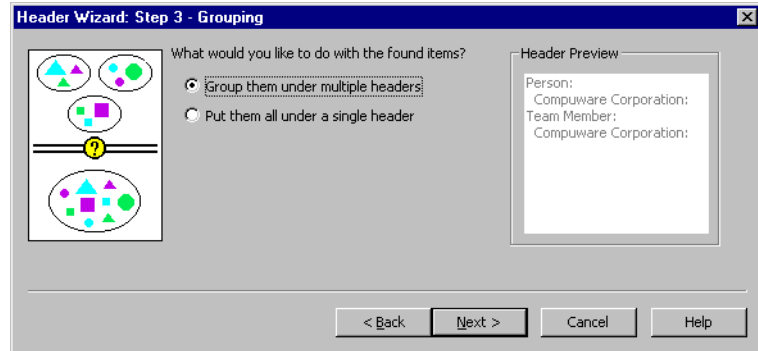 Header Wizard: Step 3 - Grouping
What would you like to do with the found items?
Group them under multiple headers
Put them all under a single header
Header Preview
Person:
Compuware Corporation:
Team Member:
Compuware Corporation:
?
< Back
Next >
Cancel
Help